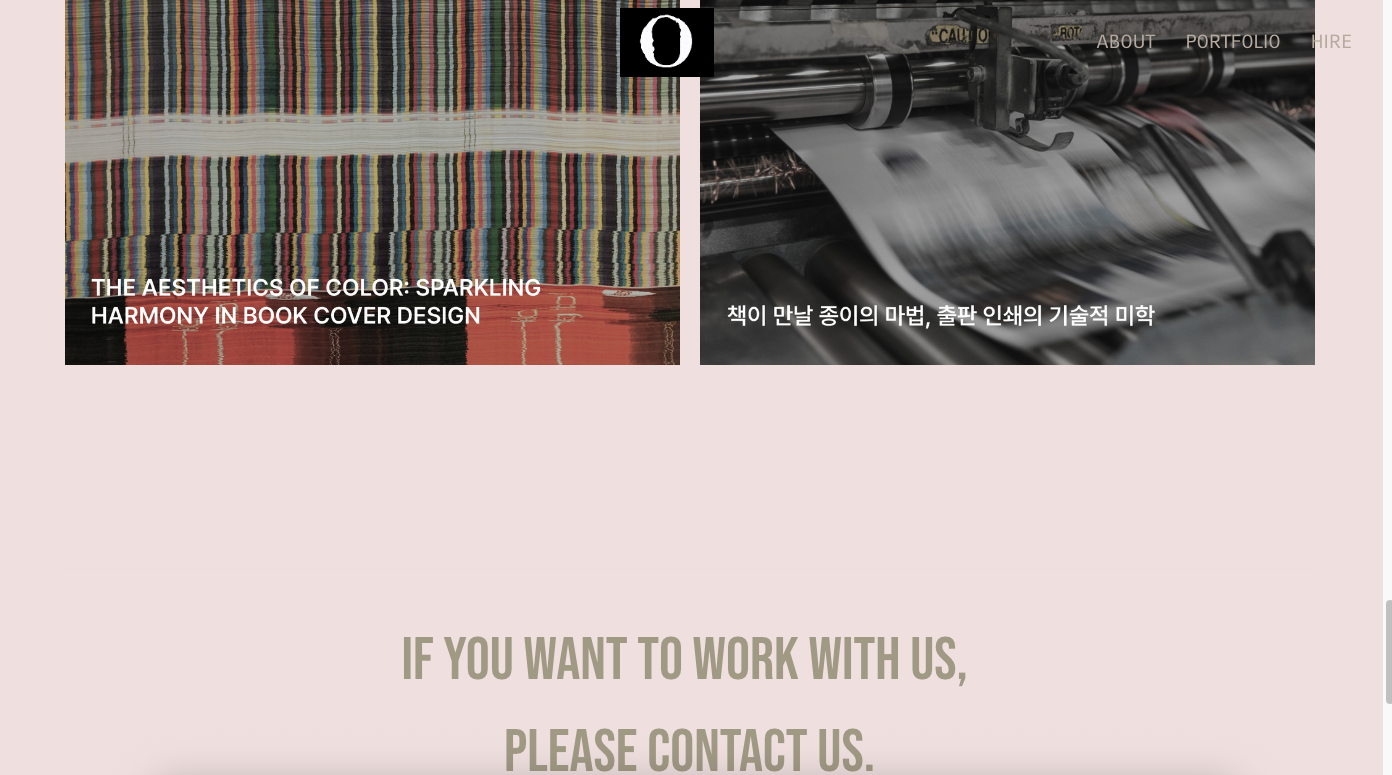 O
"CAUTIO
ABOUT PORTFOLIO HIRE
THE AESTHETICS OF COLOR: SPARKLING
HARMONY IN BOOK COVER DESIGN
책이 만날 종이의 마법, 출판 인쇄의 기술적 미학
IF YOU WANT TO WORK WITH US,
PLEASE CONTACT US.